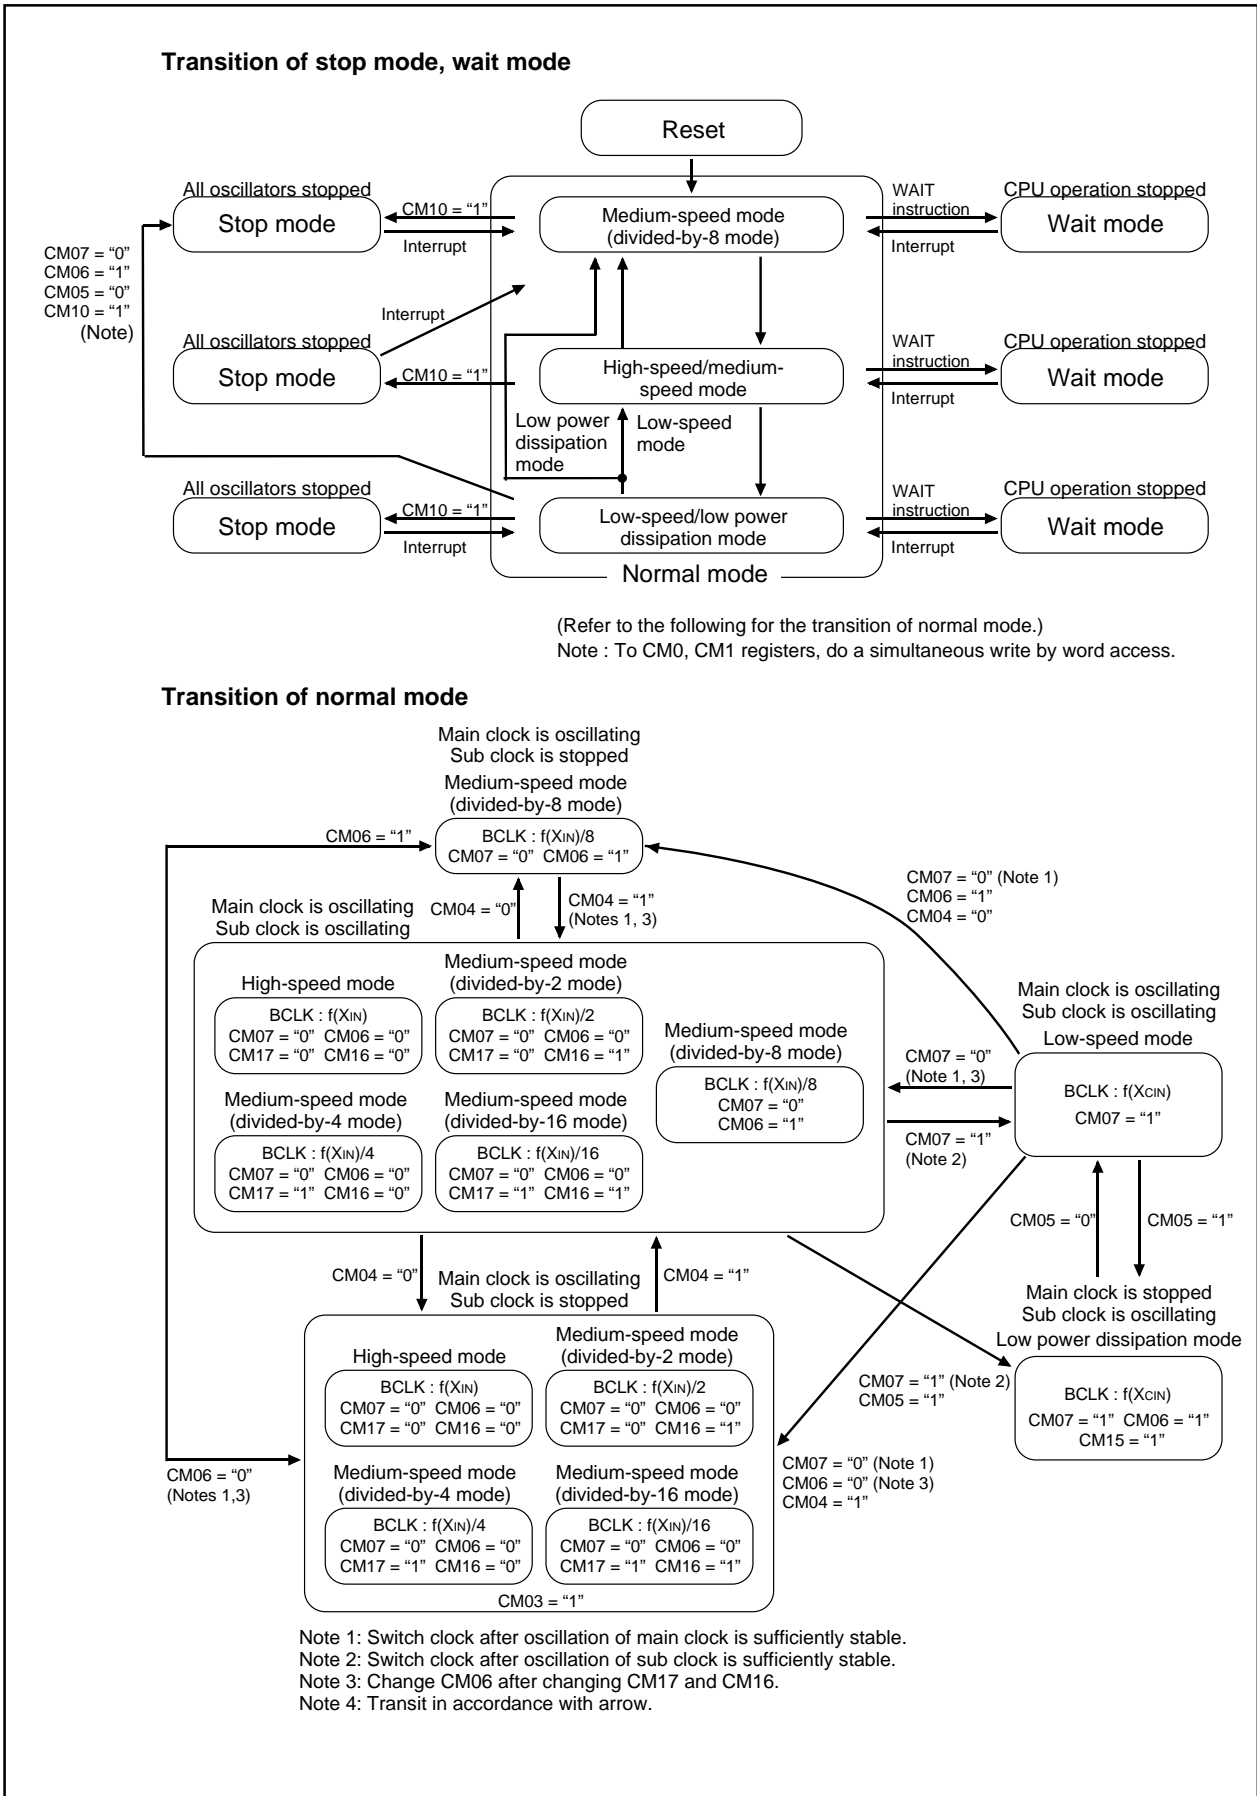 Transition of stop mode, wait mode
Reset
All oscillators stopped
Stop mode
CM10 = “1”
Interrupt
Medium-speed mode
(divided-by-8 mode)
WAIT
instruction
Interrupt
CPU operation stopped
Wait mode
CM07 = “0”
CM06 = “1”
CM05 = “0”
CM10 = “1”
(Note)
Interrupt
All oscillators stopped
Stop mode
CM10 = “1”
High-speed/medium-
speed mode
WAIT
instruction
Interrupt
CPU operation stopped
Wait mode
Low power
dissipation
mode
Low-speed
mode
All oscillators stopped
Stop mode
CM10 = “1”
Interrupt
Low-speed/low power
dissipation mode
WAIT
instruction
Interrupt
CPU operation stopped
Wait mode
Normal mode
(Refer to the following for the transition of normal mode.)
Note : To CM0, CM1 registers, do a simultaneous write by word access.
Transition of normal mode
Main clock is oscillating
Sub clock is stopped
Medium-speed mode
(divided-by-8 mode)
CM06 = “1”
BCLK : f(XIN)/8
CM07 = “0” CM06 = “1”
CM07 = “0” (Note 1)
CM06 = “1”
CM04 = “0”
Main clock is oscillating
Sub clock is oscillating
CM04 = “0”
CM04 = “1”
(Notes 1, 3)
High-speed mode
BCLK : f(XIN)
CM07 = “0” CM06 = “0”
CM17 = “0” CM16 = “0”
Medium-speed mode
(divided-by-2 mode)
BCLK : f(XIN)/2
CM07 = “0” CM06 = “0”
CM17 = “0” CM16 = “1”
Medium-speed mode
(divided-by-8 mode)
BCLK : f(XIN)/8
CM07 = “0”
CM06 = “1”
Medium-speed mode
(divided-by-4 mode)
BCLK : f(XIN)/4
CM07 = “0” CM06 = “0”
CM17 = “1” CM16 = “0”
Medium-speed mode
(divided-by-16 mode)
BCLK : f(XIN)/16
CM07 = “0” CM06 = “0”
CM17 = “1” CM16 = “1”
CM07 = “0”
(Note 1, 3)
CM07 = “1”
(Note 2)
Main clock is oscillating
Sub clock is oscillating
Low-speed mode
BCLK : f(XCIN)
CM07 = “1”
CM05 = “0”
CM05 = “1”
CM04 = “0”
Main clock is oscillating
Sub clock is stopped
CM04 = “1”
Main clock is stopped
Sub clock is oscillating
Low power dissipation mode
BCLK : f(XCIN)
CM07 = “1” CM06 = “1”
CM15 = “1”
CM07 = “1” (Note 2)
CM05 = “1”
High-speed mode
BCLK : f(XIN)
CM07 = “0” CM06 = “0”
CM17 = “0” CM16 = “0”
Medium-speed mode
(divided-by-2 mode)
BCLK : f(XIN)/2
CM07 = “0” CM06 = “0”
CM17 = “0” CM16 = “1”
CM06 = “0”
(Notes 1,3)
Medium-speed mode
(divided-by-4 mode)
BCLK : f(XIN)/4
CM07 = “0” CM06 = “0”
CM17 = “1” CM16 = “0”
Medium-speed mode
(divided-by-16 mode)
BCLK : f(XIN)/16
CM07 = “0” CM06 = “0”
CM17 = “1” CM16 = “1”
CM07 = “0” (Note 1)
CM06 = “0” (Note 3)
CM04 = “1”
CM03 = “1”
Note 1: Switch clock after oscillation of main clock is sufficiently stable.
Note 2: Switch clock after oscillation of sub clock is sufficiently stable.
Note 3: Change CM06 after changing CM17 and CM16.
Note 4: Transit in accordance with arrow.